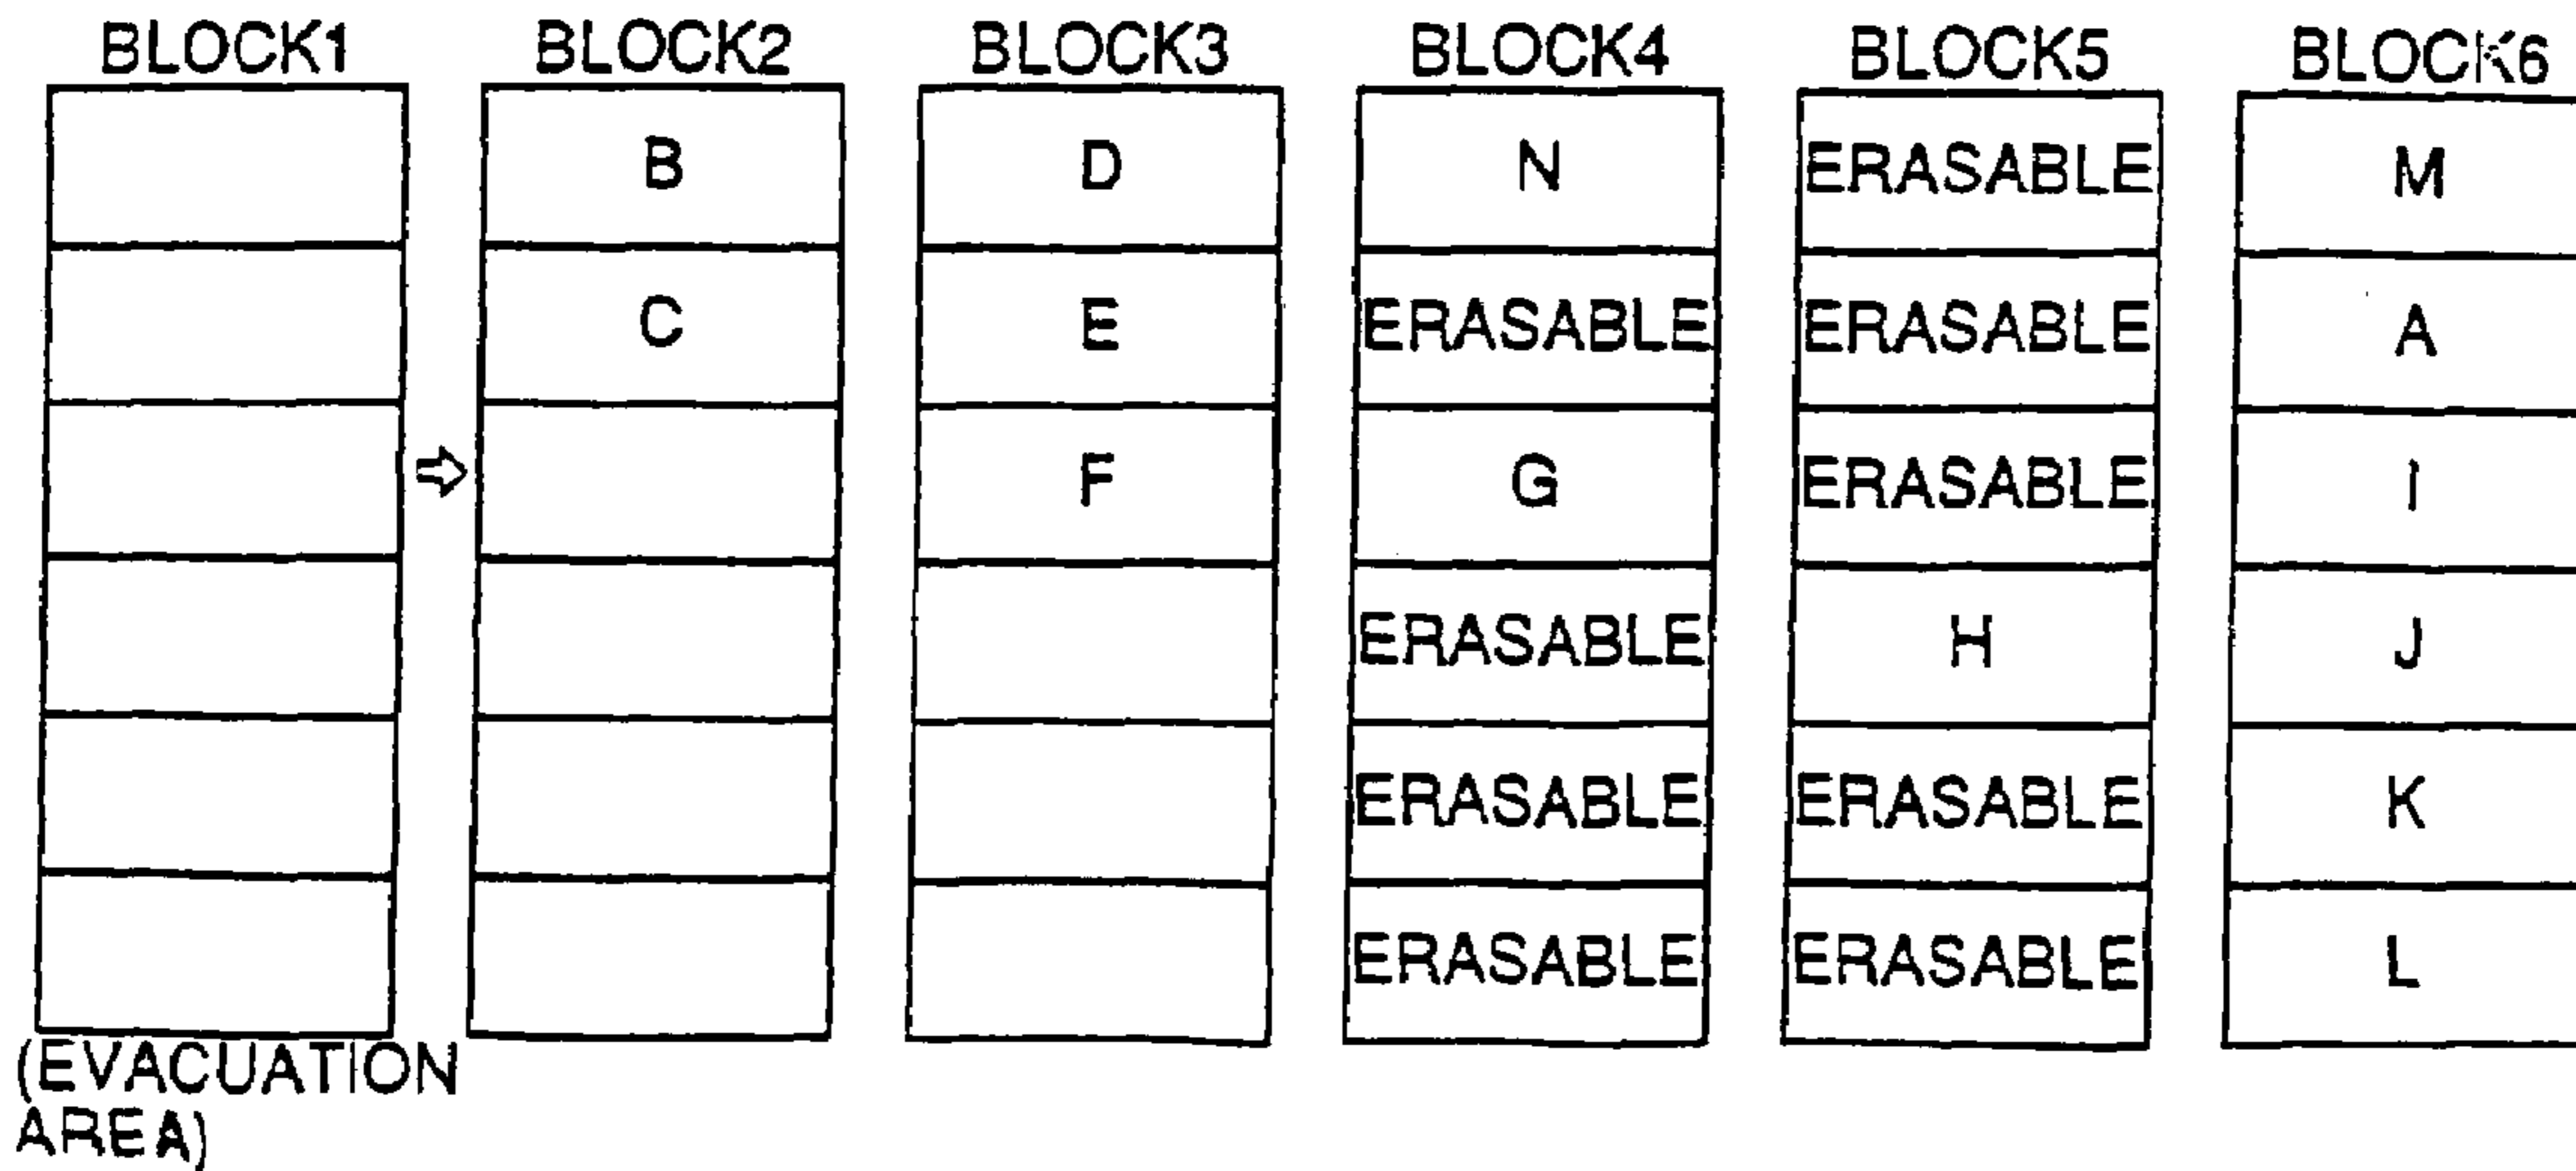 BLOCK1 BLOCK2 BLOCK3 BLOCK4 BLOCK5 BLOCK6
B D N ERASABLE M
C E ERASABLE ERASABLE A
F G ERASABLE I
ERASABLE H J
ERASABLE ERASABLE K
ERASABLE ERASABLE L
(EVACUATION
AREA)